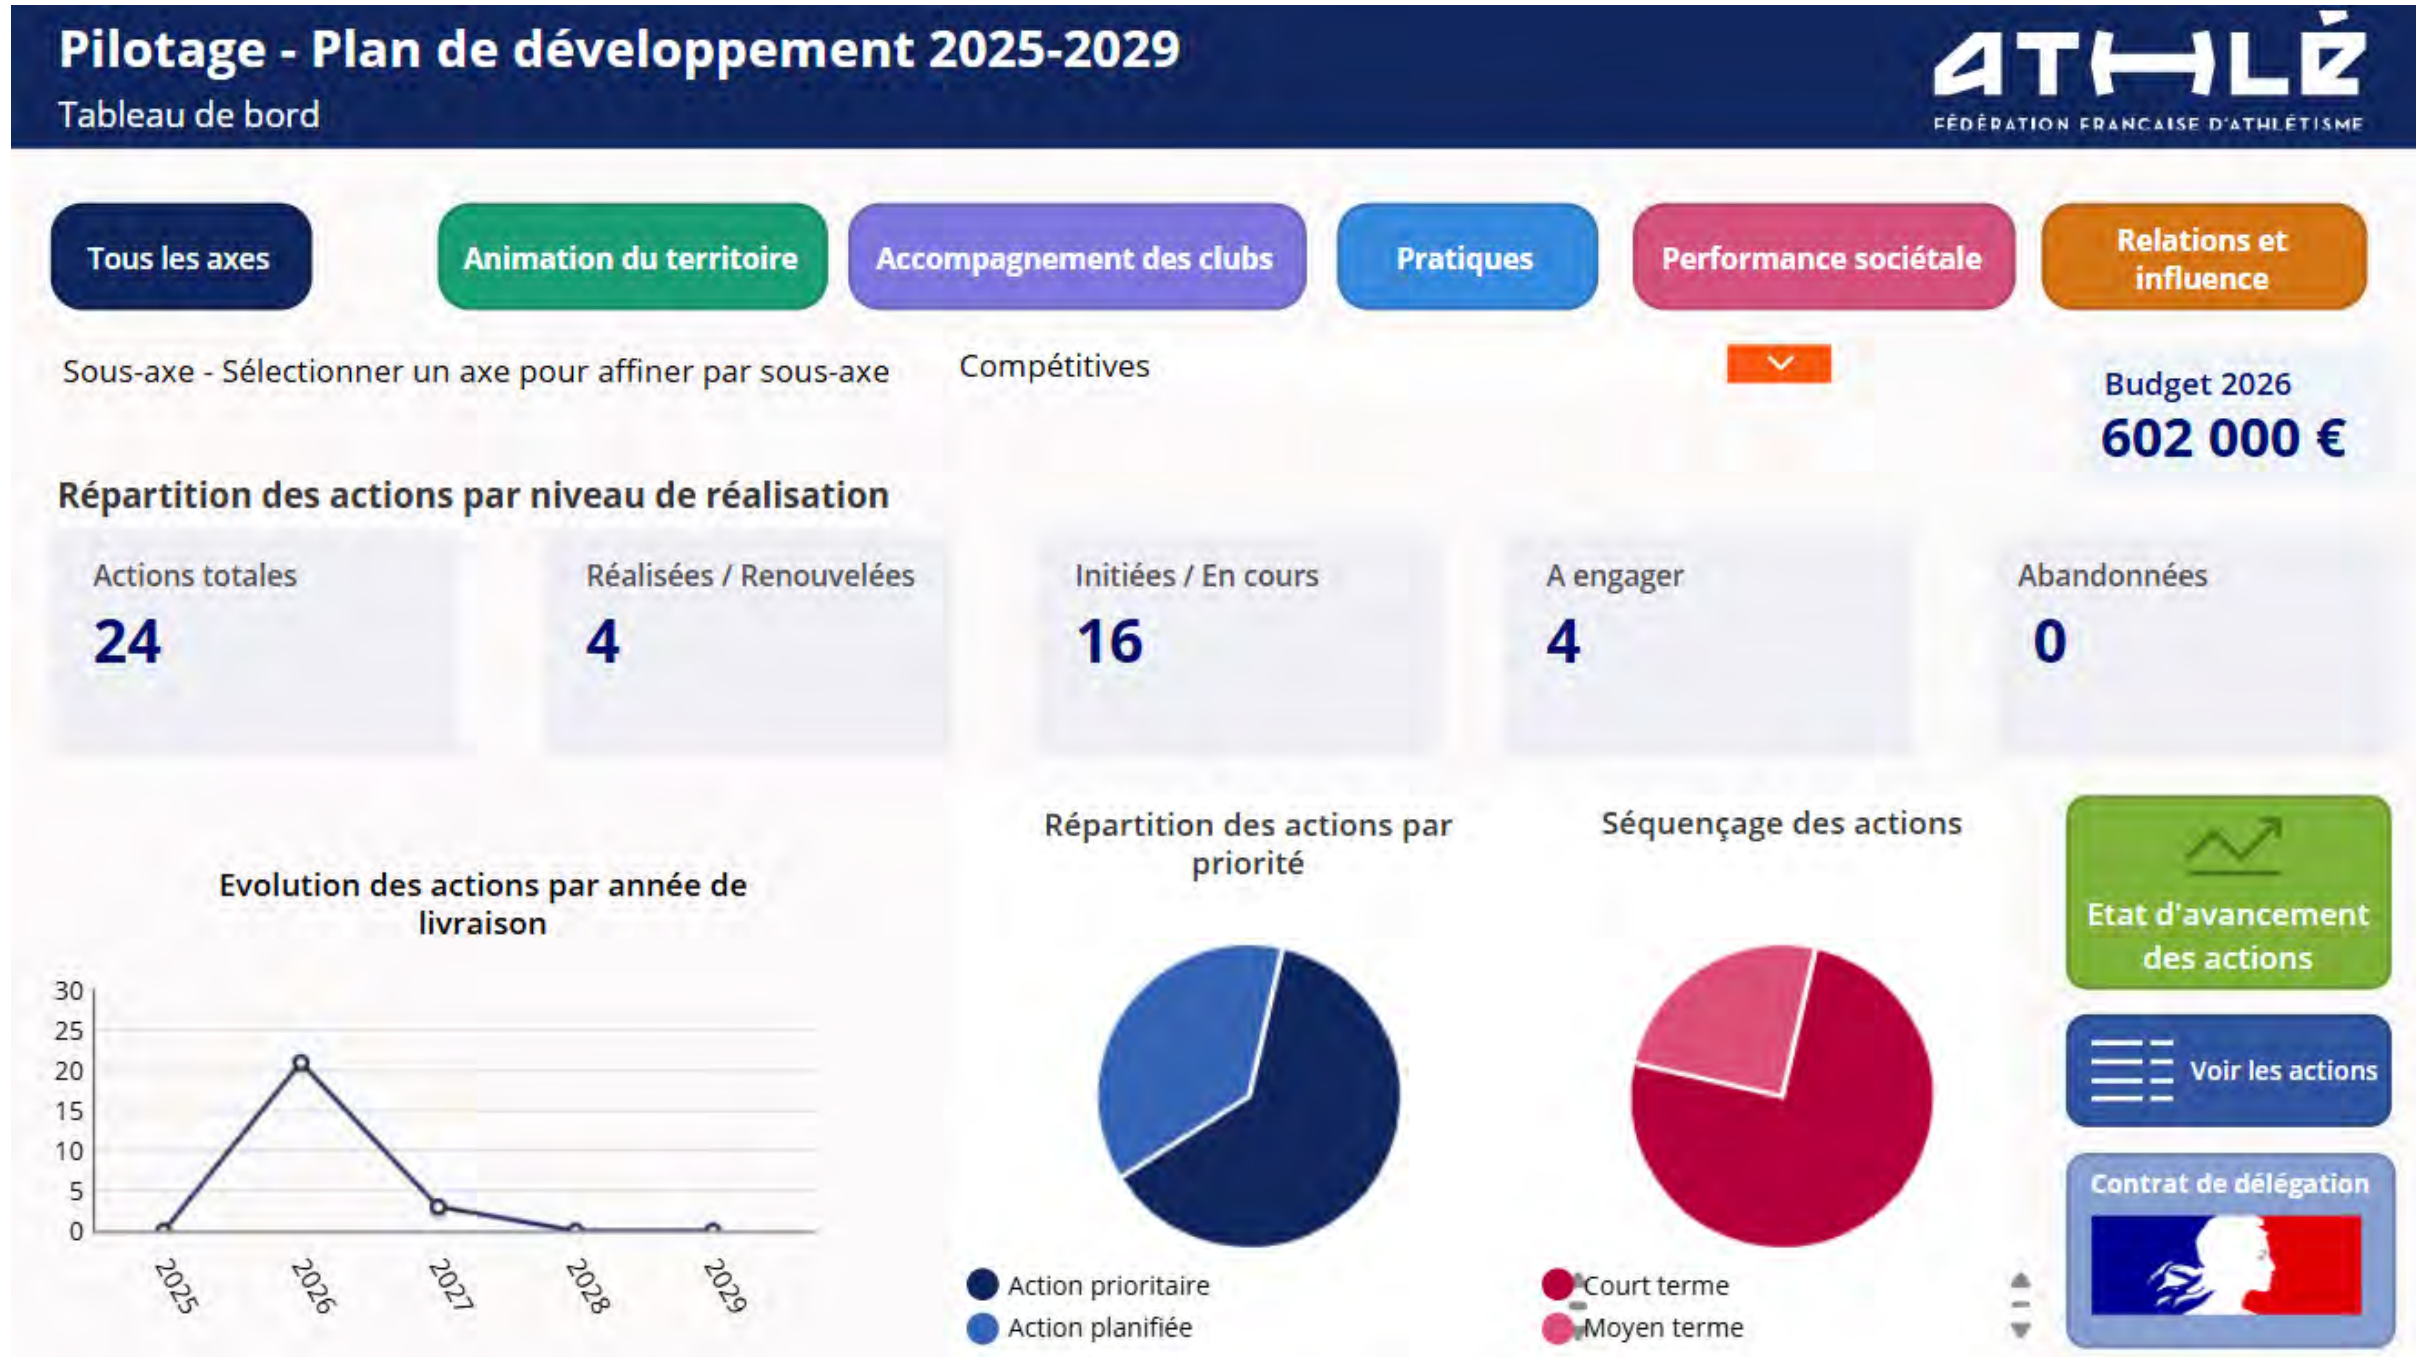 Pilotage - Plan de développement 2025-2029
Tableau de bord
ATHLÉ
FÉDÉRATION FRANÇAISE D'ATHLÉTISME
Tous les axes
Animation du territoire
Accompagnement des clubs
Pratiques
Performance sociétale
Relations et
influence
Sous-axe - Sélectionner un axe pour affiner par sous-axe
Compétitives
Budget 2026
602 000 €
Répartition des actions par niveau de réalisation
Actions totales
24
Réalisées / Renouvelées
4
Initiées / En cours
16
A engager
4
Abandonnées
0
Evolution des actions par année de
livraison
30
25
20
15
10
5
0
2025
2026
2027
2028
2029
Répartition des actions par
priorité
Action prioritaire
Action planifiée
Séquençage des actions
Court terme
Moyen terme
Etat d'avancement
des actions
Voir les actions
Contrat de délégation